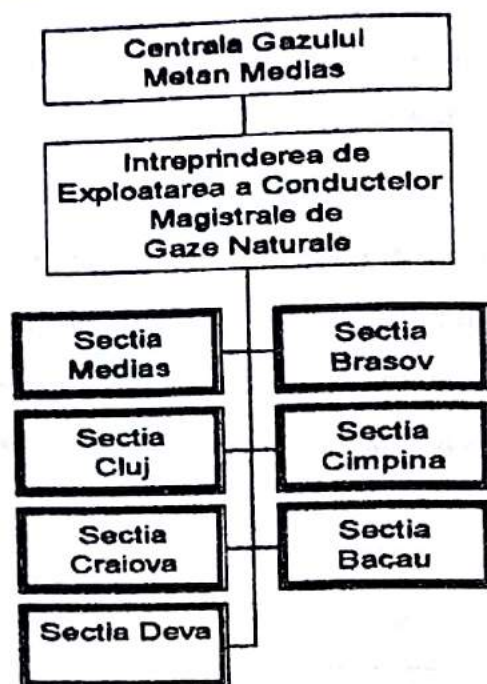 Centrala Gazului
Metan Medias
Intreprinderea de
Exploatarea a Conductelor
Magistrale de
Gaze Naturale
Sectia
Medias
Sectia
Brasov
Sectia
Cluj
Sectia
Cimpina
Sectia
Craiova
Sectia
Bacau
Sectia Deva